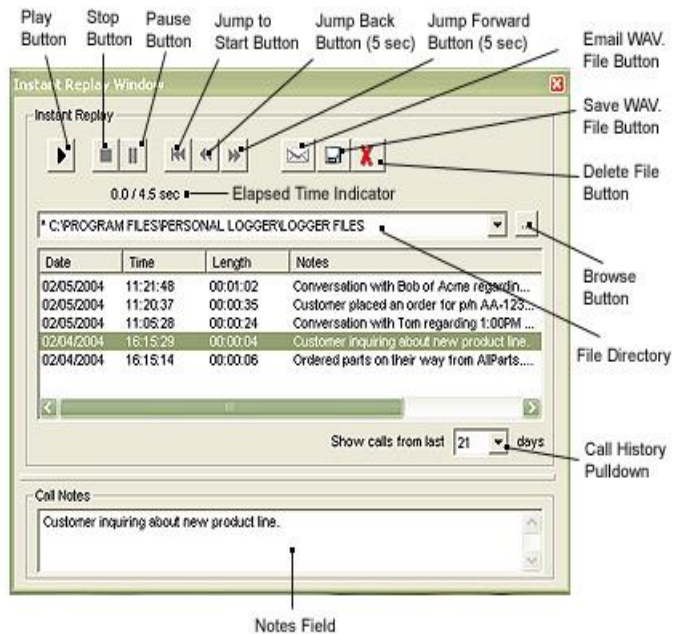 Play Button
Stop Button
Pause Button
Jump to Start Button
Jump Back Button (5 sec)
Jump Forward Button (5 sec)
Email WAV. File Button
Save WAV. File Button
Delete File Button
Instant Replay Window
Instant Replay
0.0 / 4.5 sec
Elapsed Time Indicator
* C:\PROGRAM FILES\PERSONAL LOGGER\LOGGER FILES
...
Browse Button
Date Time Length Notes
02/05/2004 11:21:48 00:01:02 Conversation with Bob of Acme regardin...
02/05/2004 11:20:37 00:00:35 Customer placed an order for p/n AA-123...
02/05/2004 11:05:28 00:00:24 Conversation with Tom regarding 1:00PM ...
02/04/2004 16:15:29 00:00:04 Customer inquiring about new product line.
02/04/2004 16:15:14 00:00:06 Ordered parts on their way from AllParts....
File Directory
Show calls from last 21 days
Call History Pulldown
Call Notes
Customer inquiring about new product line.
Notes Field